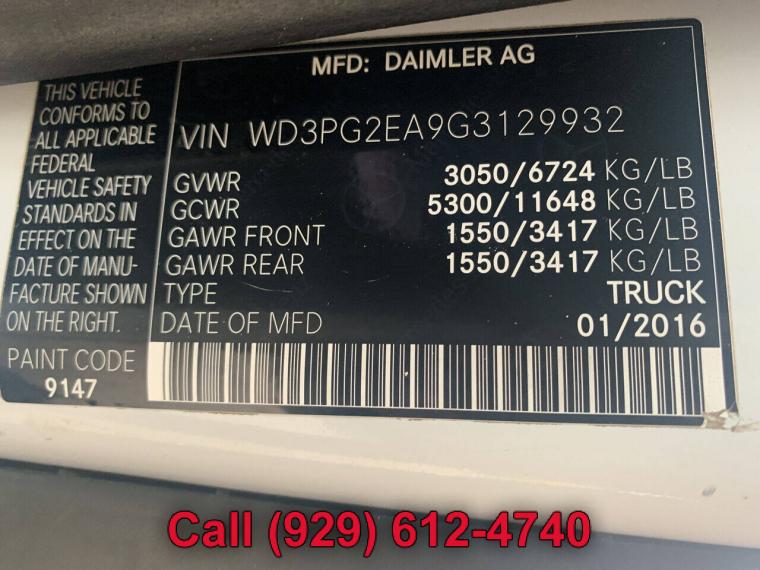 MFD: DAIMLER AG
THIS VEHICLE
CONFORMS TO
ALL APPLICABLE
FEDERAL
VEHICLE SAFETY
STANDARDS IN
EFFECT ON THE
DATE OF MANU-
FACTURE SHOWN
ON THE RIGHT.
PAINT CODE
9147
VIN WD3PG2EA9G3129932
GVWR 3050/6724 KG/LB
GCWR 5300/11648 KG/LB
GAWR FRONT 1550/3417 KG/LB
GAWR REAR 1550/3417 KG/LB
TYPE TRUCK
DATE OF MFD 01/2016
Call (929) 612-4740